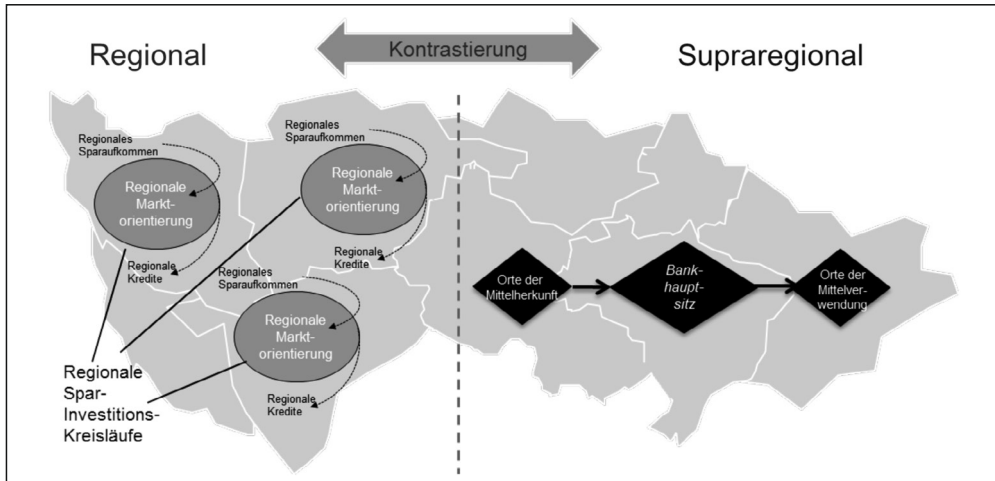 Regional
Kontrastierung
Supraregional
Regionales
Sparaufkommen
Regionale
Markt-
orientierung
Regionale
Kredite
Regionales
Sparaufkommen
Regionale
Markt-
orientierung
Regionale
Kredite
Regionales
Sparaufkommen
Regionale
Markt-
orientierung
Regionale
Kredite
Regionale
Spar-
Investitions-
Kreisläufe
Orte der
Mittelherkunft
Bank-
haupt-
sitz
Orte der
Mittelver-
wendung